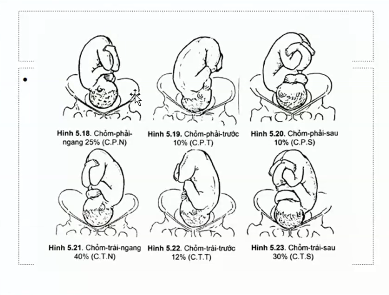 Hình 5.18. Chỏm-phải-
ngang 25% (C.P.N)
Hình 5.19. Chỏm-phải-trước
10% (C.P.T)
Hình 5.20. Chỏm-phải-sau
10% (C.P.S)
Hình 5.21. Chỏm-trái-ngang
40% (C.T.N)
Hình 5.22. Chỏm-trái-trước
12% (C.T.T)
Hình 5.23. Chỏm-trái-sau
30% (C.T.S)